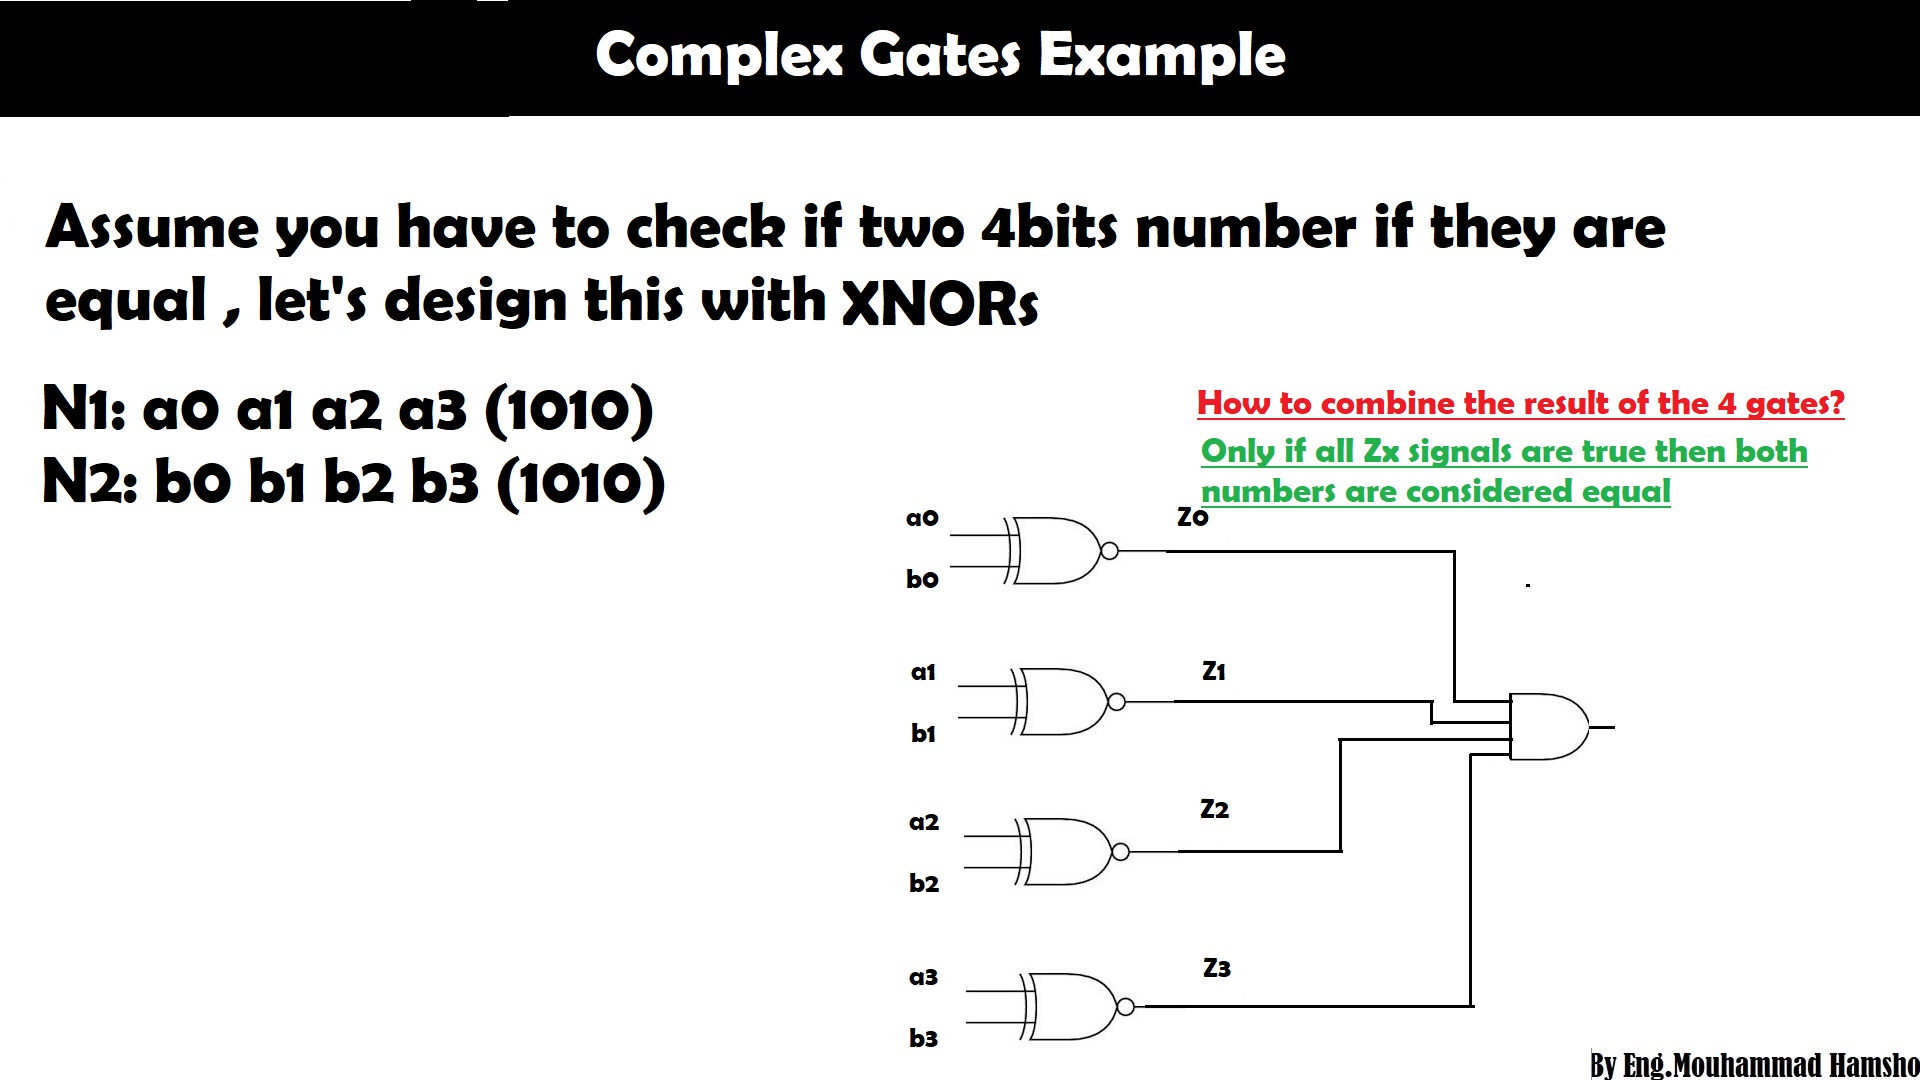 Complex Gates Example
Assume you have to check if two 4bits number if they are
equal , let's design this with XNORs
N1: a0 a1 a2 a3 (1010)
N2: b0 b1 b2 b3 (1010)
How to combine the result of the 4 gates?
Only if all Zx signals are true then both
numbers are considered equal
a0
Z0
b0
a1
Z1
b1
Z2
a2
b2
Z3
a3
b3
By Eng.Mouhammad Hamsho